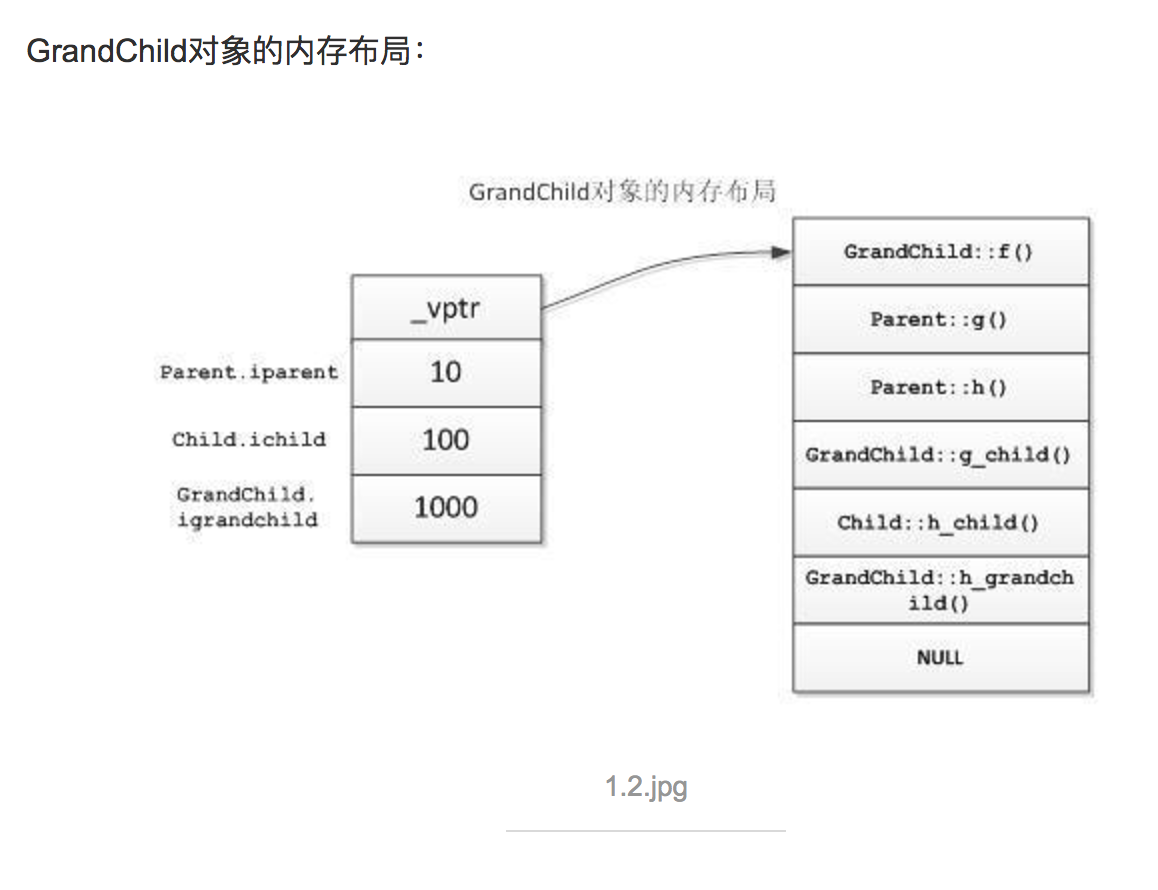 GrandChild对象的内存布局：
GrandChild对象的内存布局
_vptr
Parent.iparent
10
Child.ichild
100
GrandChild.
igrandchild
1000
GrandChild::f()
Parent::g()
Parent::h()
GrandChild::g_child()
Child::h_child()
GrandChild::h_grandch
ild()
NULL
1.2.jpg